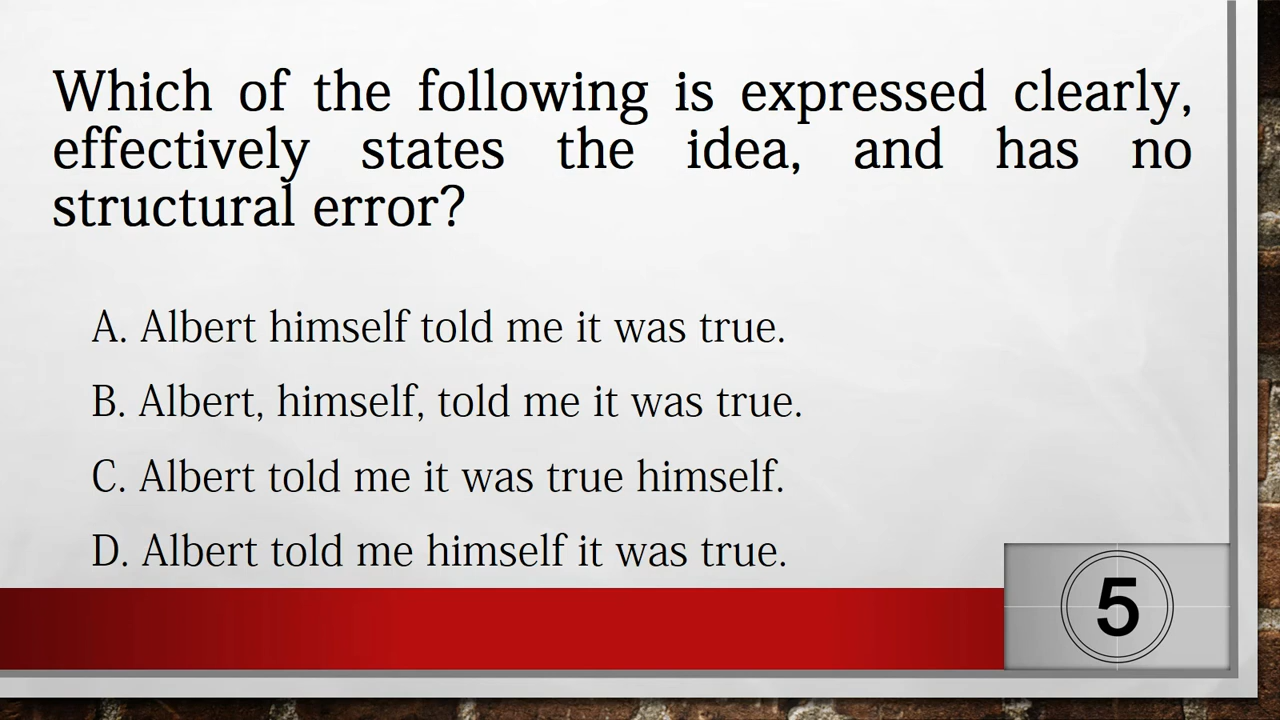 Which of the following is expressed clearly,
effectively states the idea, and has no
structural error?
A. Albert himself told me it was true.
B. Albert, himself, told me it was true.
C. Albert told me it was true himself.
D. Albert told me himself it was true.
5